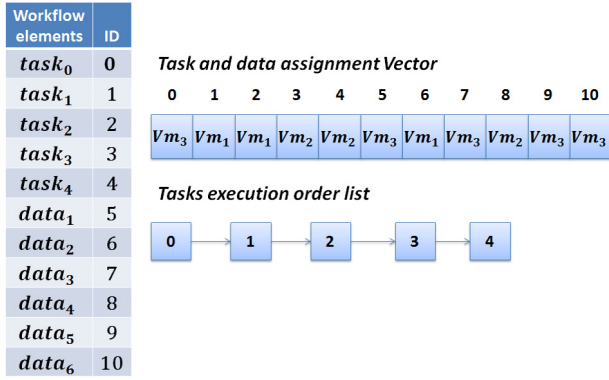 Workflow elements ID
task₀ 0
task₁ 1
task₂ 2
task₃ 3
task₄ 4
data₁ 5
data₂ 6
data₃ 7
data₄ 8
data₅ 9
data₆ 10
Task and data assignment Vector
0 1 2 3 4 5 6 7 8 9 10
Vm₃ Vm₁ Vm₁ Vm₂ Vm₂ Vm₃ Vm₁ Vm₃ Vm₂ Vm₃ Vm₃
Tasks execution order list
0 1 2 3 4